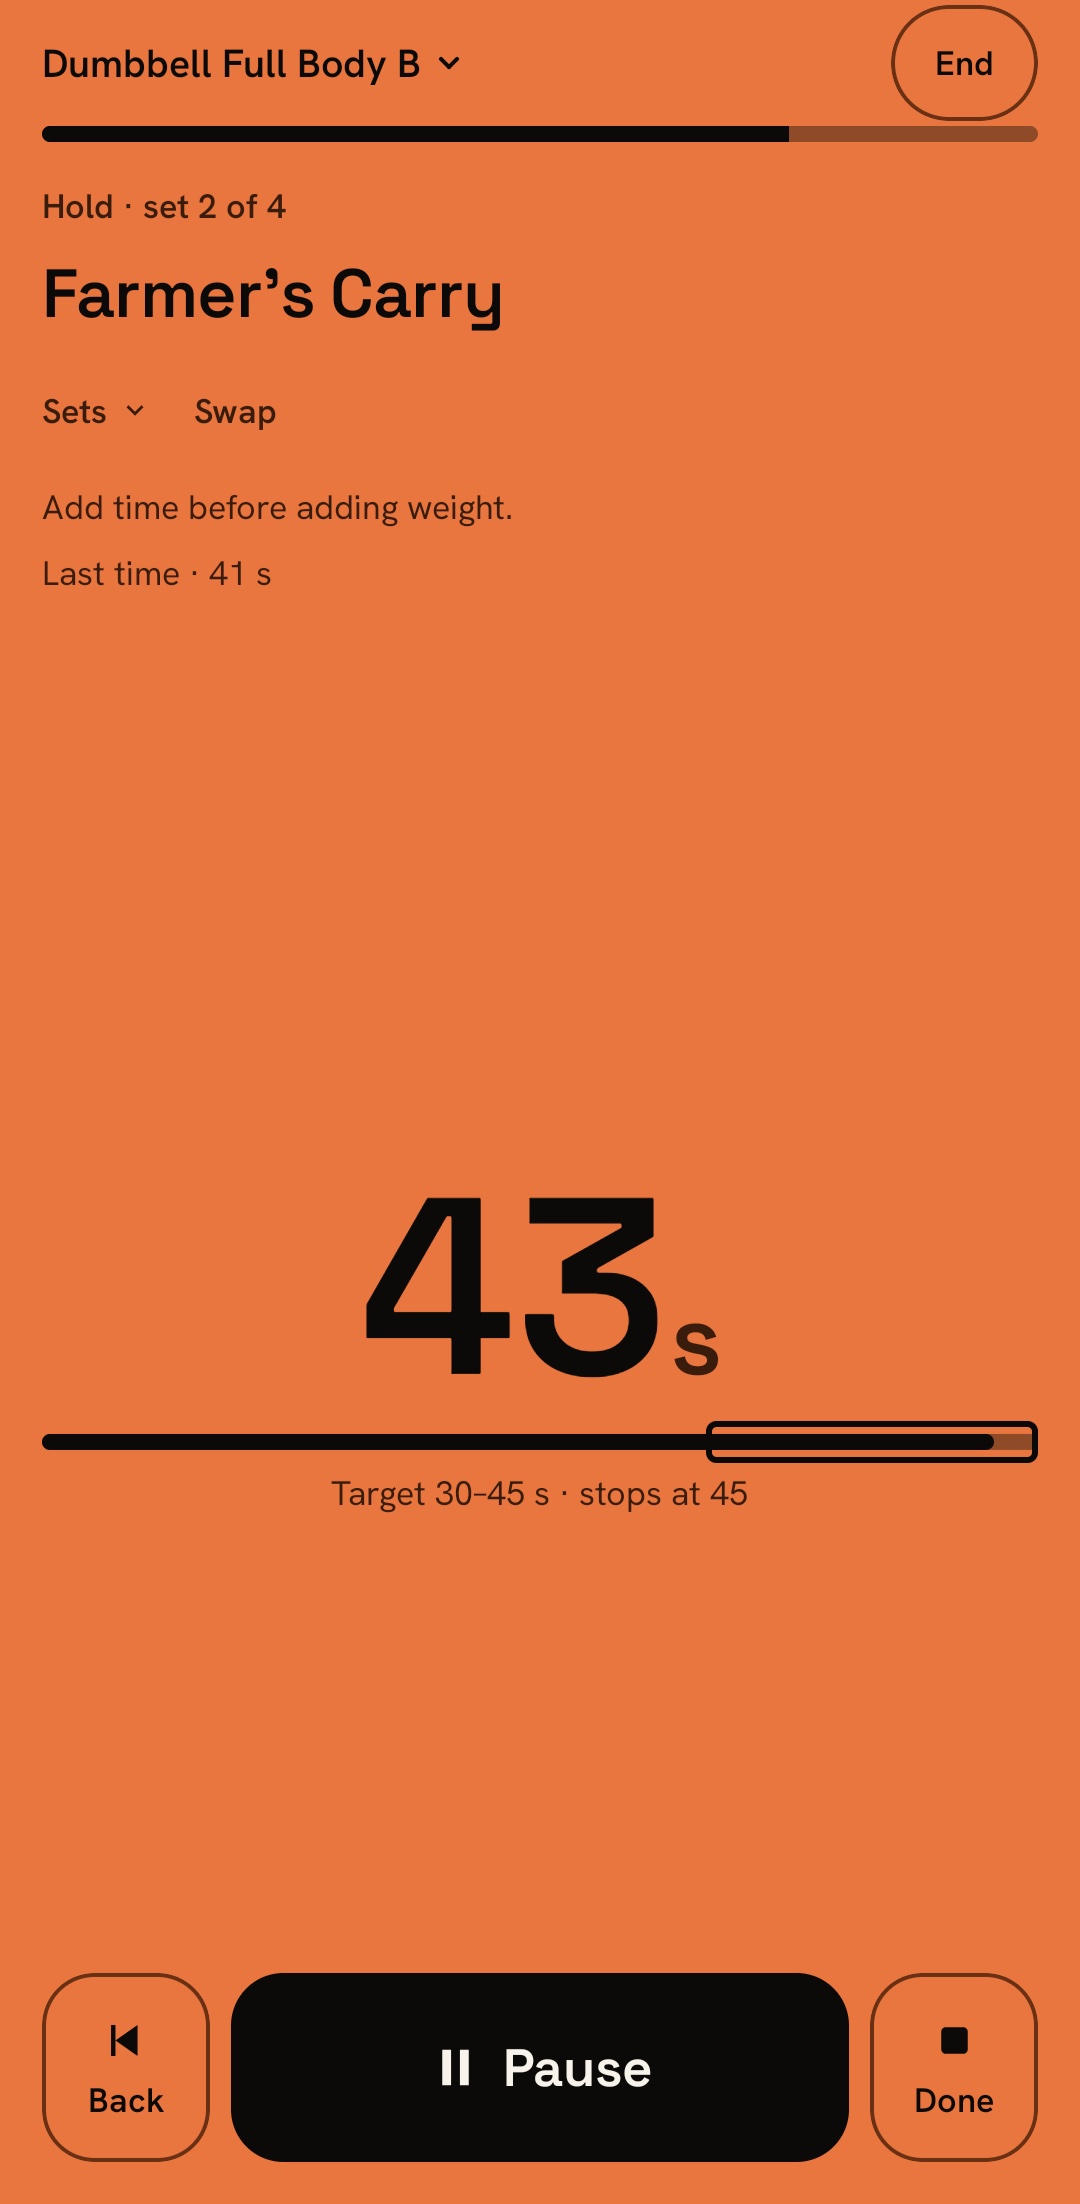 Dumbbell Full Body B
End
Hold · set 2 of 4
Farmer’s Carry
Sets Swap
Add time before adding weight.
Last time · 41 s
43 s
Target 30–45 s · stops at 45
Back
Pause
Done